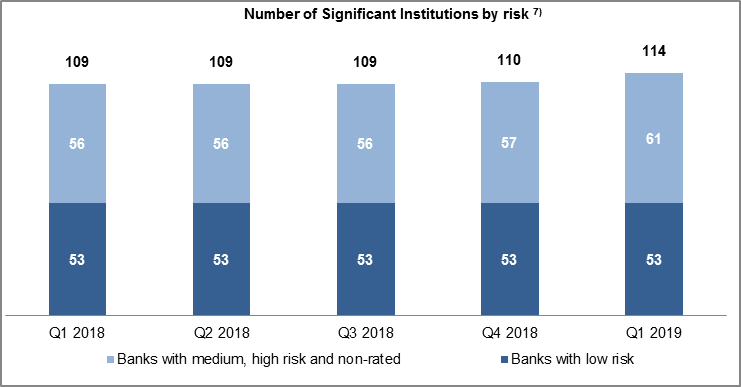 Number of Significant Institutions by risk 7)
109 109 109 110 114
56 56 56 57 61
53 53 53 53 53
Q1 2018 Q2 2018 Q3 2018 Q4 2018 Q1 2019
Banks with medium, high risk and non-rated Banks with low risk